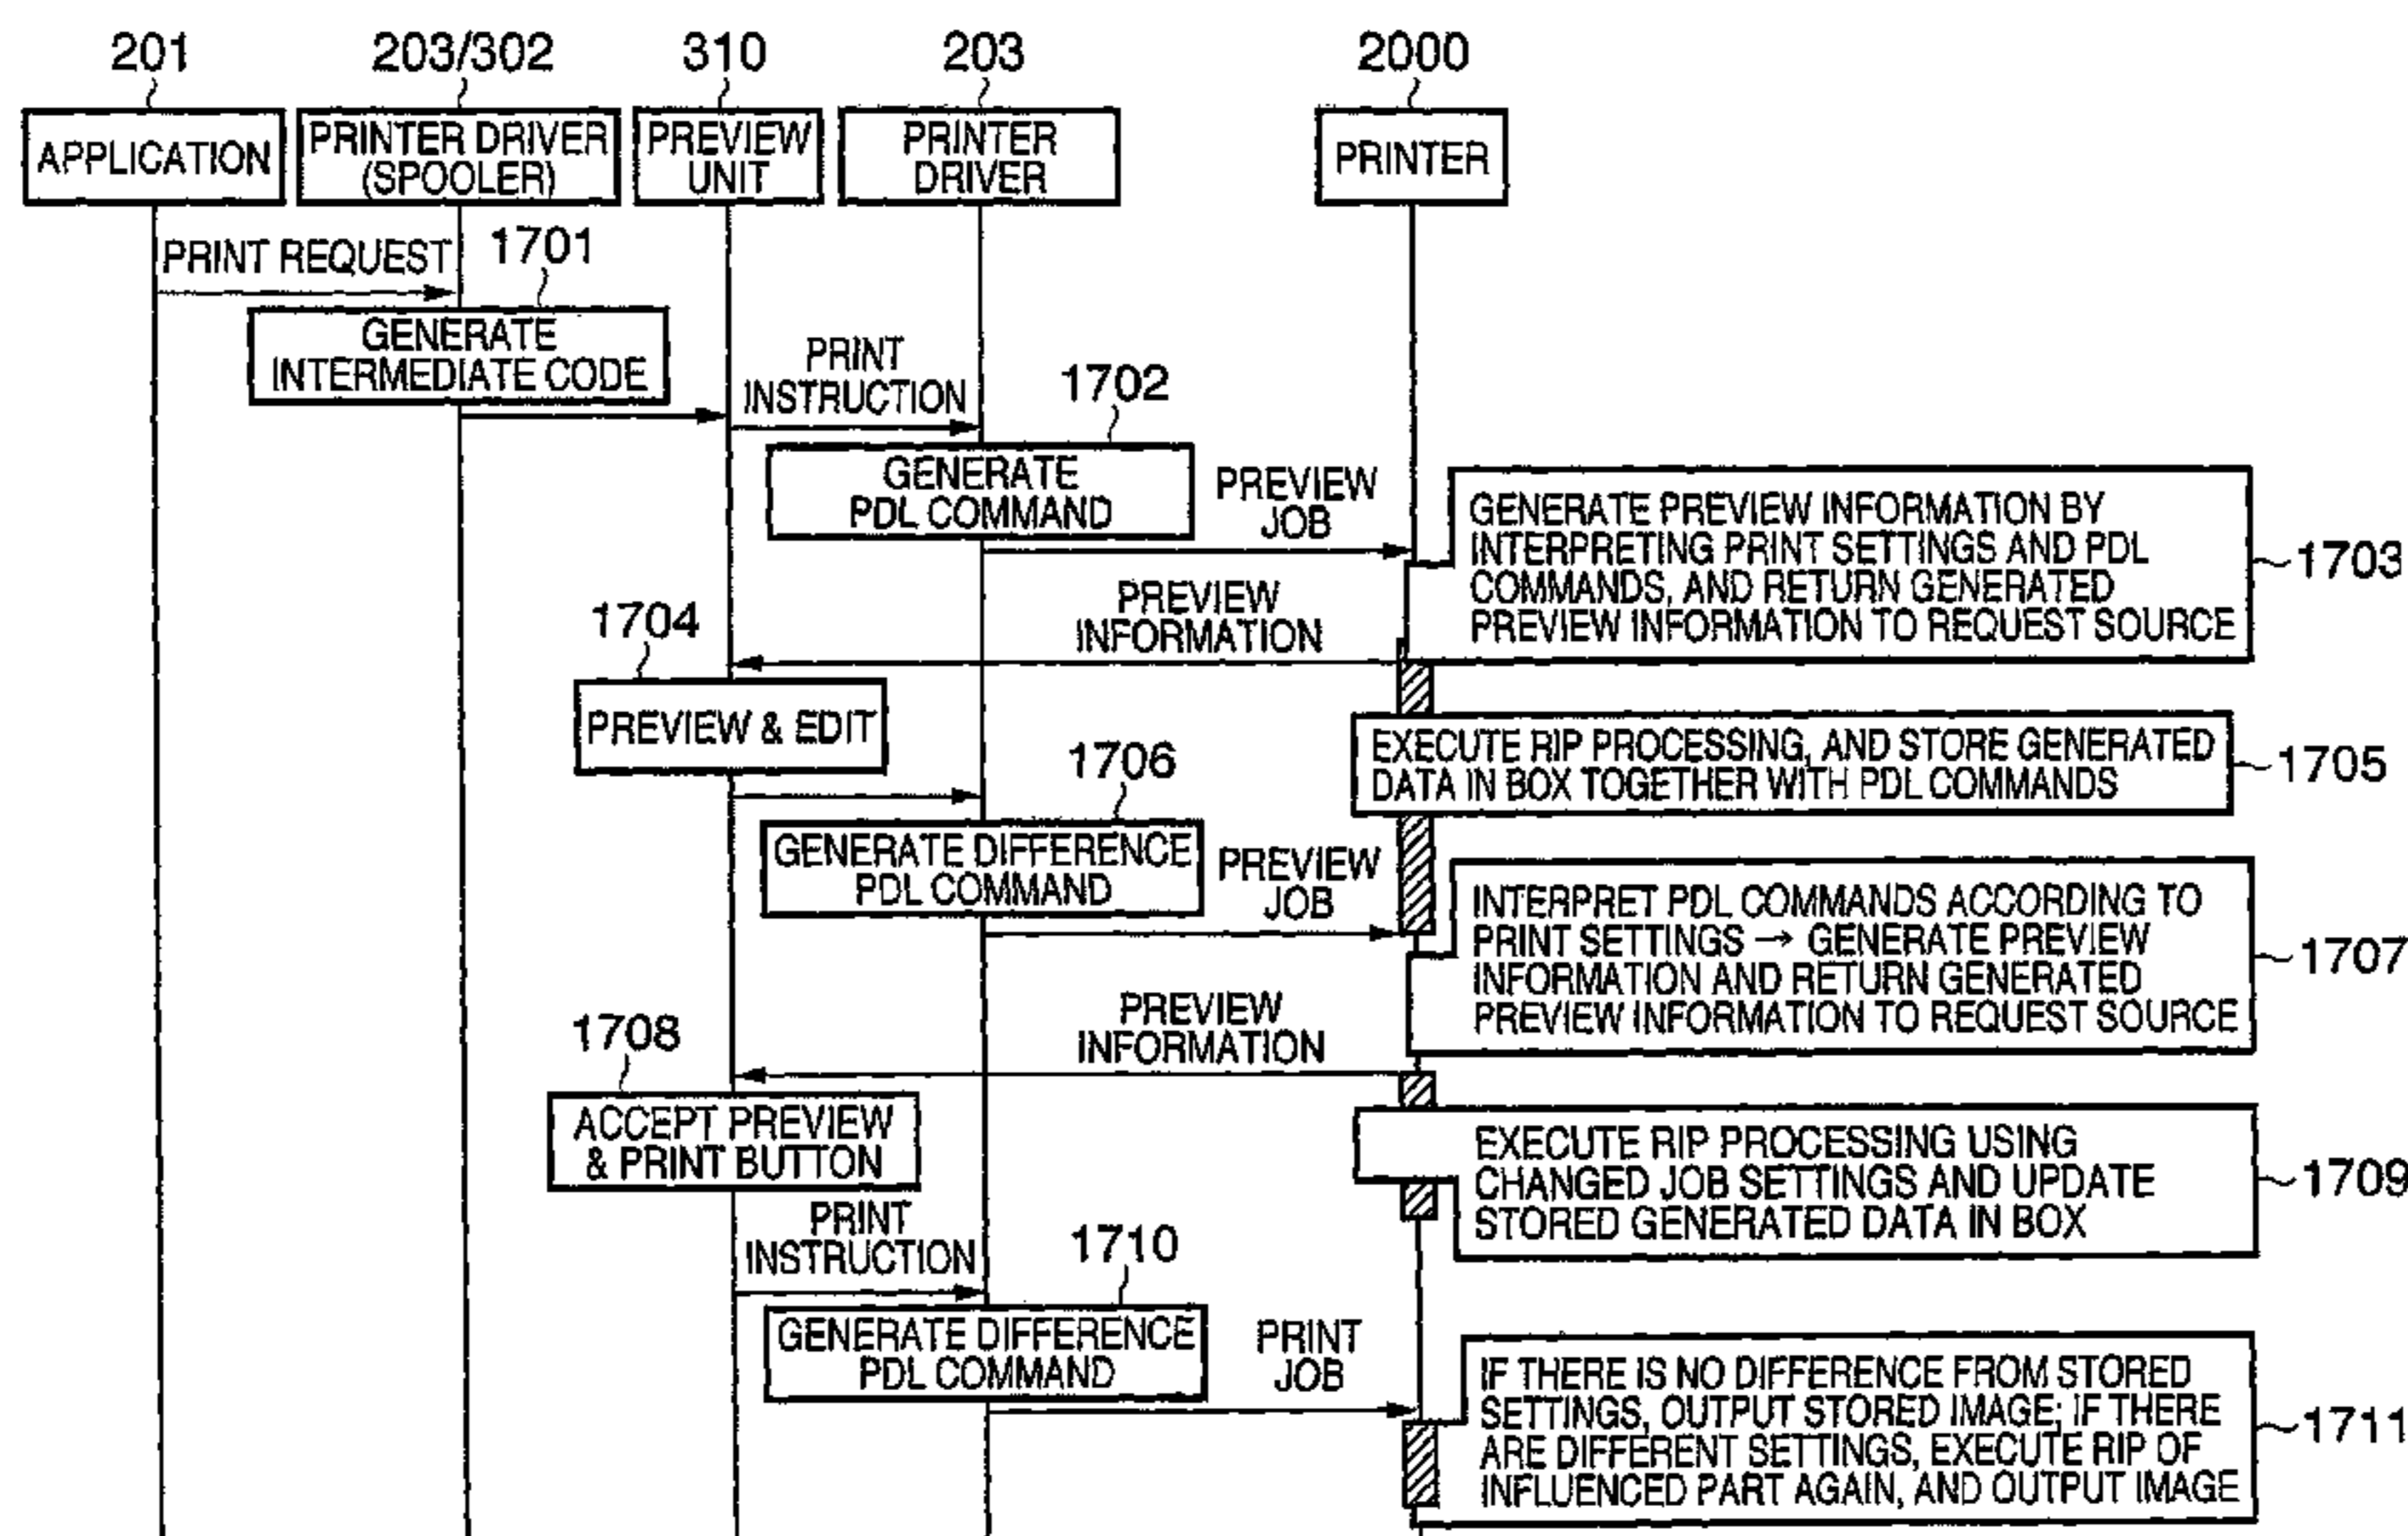 201
203/302
310
203
2000
APPLICATION
PRINTER DRIVER
(SPOOLER)
PREVIEW
UNIT
PRINTER
DRIVER
PRINTER
PRINT REQUEST
1701
GENERATE
INTERMEDIATE CODE
PRINT
INSTRUCTION
1702
GENERATE
PDL COMMAND
PREVIEW
JOB
GENERATE PREVIEW INFORMATION BY
INTERPRETING PRINT SETTINGS AND PDL
COMMANDS, AND RETURN GENERATED
PREVIEW INFORMATION TO REQUEST SOURCE
1703
PREVIEW
INFORMATION
1704
PREVIEW & EDIT
EXECUTE RIP PROCESSING, AND STORE GENERATED
DATA IN BOX TOGETHER WITH PDL COMMANDS
1705
1706
GENERATE DIFFERENCE
PDL COMMAND
PREVIEW
JOB
INTERPRET PDL COMMANDS ACCORDING TO
PRINT SETTINGS → GENERATE PREVIEW
INFORMATION AND RETURN GENERATED
PREVIEW INFORMATION TO REQUEST SOURCE
1707
PREVIEW
INFORMATION
1708
ACCEPT PREVIEW
& PRINT BUTTON
EXECUTE RIP PROCESSING USING
CHANGED JOB SETTINGS AND UPDATE
STORED GENERATED DATA IN BOX
1709
PRINT
INSTRUCTION
1710
GENERATE DIFFERENCE
PDL COMMAND
PRINT
JOB
IF THERE IS NO DIFFERENCE FROM STORED
SETTINGS, OUTPUT STORED IMAGE; IF THERE
ARE DIFFERENT SETTINGS, EXECUTE RIP OF
INFLUENCED PART AGAIN, AND OUTPUT IMAGE
1711